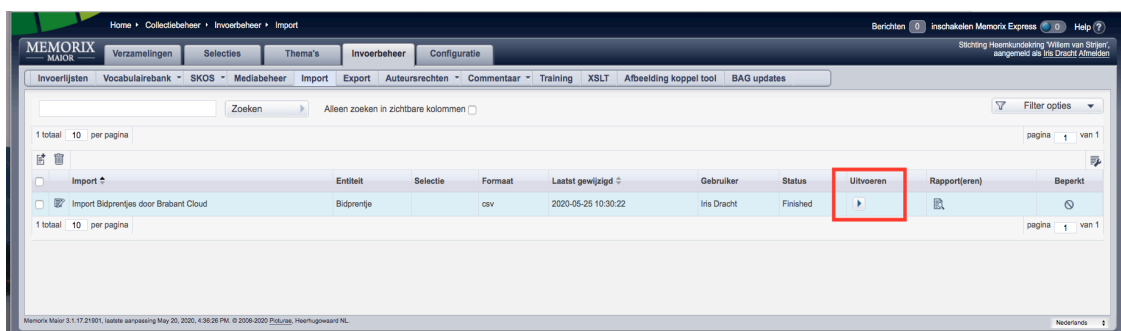 Home ‣ Collectiebeheer ‣ Invoerbeheer ‣ Import
Berichten 0 inschakelen Memorix Express 0 Help ?
MEMORIX
MAIOR
Verzamelingen Selecties Thema's Invoerbeheer Configuratie
Stichting Heemkundekring 'Willem van Strijen',
aangemeld als Iris Dracht Afmelden
Invoerlijsten Vocabulairebank SKOS Mediabeheer Import Export Auteursrechten Commentaar Training XSLT Afbeelding koppel tool BAG updates
Zoeken Alleen zoeken in zichtbare kolommen Filter opties
1 totaal 10 per pagina pagina 1 van 1
Import Entiteit Selectie Formaat Laatst gewijzigd Gebruiker Status Uitvoeren Rapport(eren) Beperkt
Import Bidprentjes door Brabant Cloud Bidprentje csv 2020-05-25 10:30:22 Iris Dracht Finished
1 totaal 10 per pagina pagina 1 van 1
Memorix Maior 3.1.17.21901, laatste aanpassing May 20, 2020, 4:36:26 PM. © 2006-2020 Picturae, Heerhugowaard NL.
Nederlands